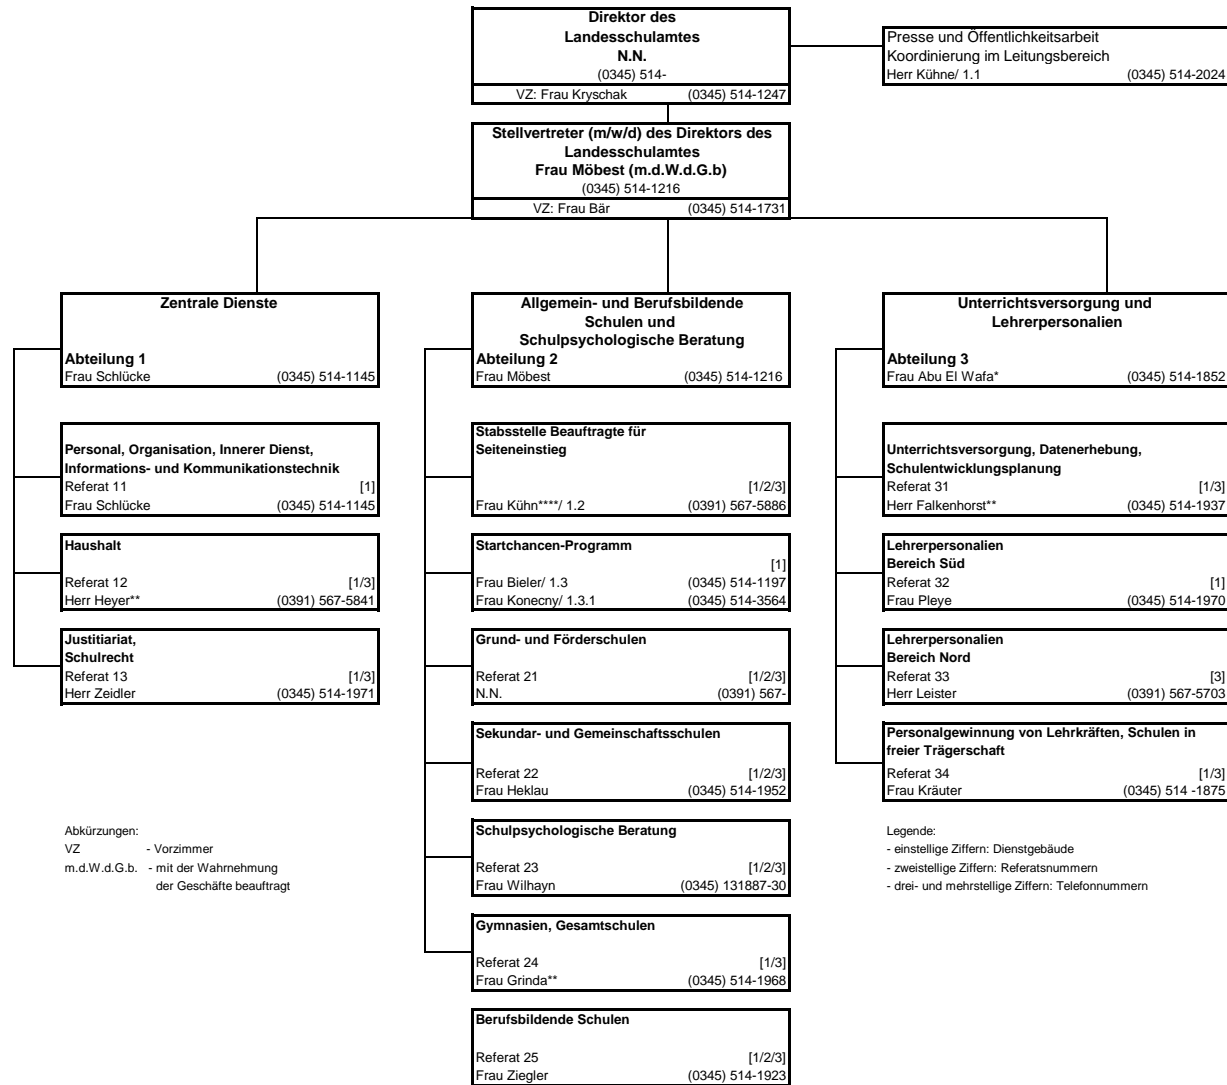 Direktor des
Landesschulamtes
N.N.
(0345) 514-
VZ: Frau Kryschak (0345) 514-1247
Presse und Öffentlichkeitsarbeit
Koordinierung im Leitungsbereich
Herr Kühne/ 1.1 (0345) 514-2024
Stellvertreter (m/w/d) des Direktors des
Landesschulamtes
Frau Möbest (m.d.W.d.G.b)
(0345) 514-1216
VZ: Frau Bär (0345) 514-1731
Zentrale Dienste
Abteilung 1
Frau Schlücke (0345) 514-1145
Personal, Organisation, Innerer Dienst,
Informations- und Kommunikationstechnik
Referat 11 [1]
Frau Schlücke (0345) 514-1145
Haushalt
Referat 12 [1/3]
Herr Heyer** (0391) 567-5841
Justitiariat,
Schulrecht
Referat 13 [1/3]
Herr Zeidler (0345) 514-1971
Allgemein- und Berufsbildende
Schulen und
Schulpsychologische Beratung
Abteilung 2
Frau Möbest (0345) 514-1216
Stabsstelle Beauftragte für
Seiteneinstieg
[1/2/3]
Frau Kühn****/ 1.2 (0391) 567-5886
Startchancen-Programm
[1]
Frau Bieler/ 1.3 (0345) 514-1197
Frau Konecny/ 1.3.1 (0345) 514-3564
Grund- und Förderschulen
Referat 21 [1/2/3]
N.N. (0391) 567-
Sekundar- und Gemeinschaftsschulen
Referat 22 [1/2/3]
Frau Heklau (0345) 514-1952
Schulpsychologische Beratung
Referat 23 [1/2/3]
Frau Wilhayn (0345) 131887-30
Gymnasien, Gesamtschulen
Referat 24 [1/3]
Frau Grinda** (0345) 514-1968
Berufsbildende Schulen
Referat 25 [1/2/3]
Frau Ziegler (0345) 514-1923
Unterrichtsversorgung und
Lehrerpersonalien
Abteilung 3
Frau Abu El Wafa* (0345) 514-1852
Unterrichtsversorgung, Datenerhebung,
Schulentwicklungsplanung
Referat 31 [1/3]
Herr Falkenhorst** (0345) 514-1937
Lehrerpersonalien
Bereich Süd
Referat 32 [1]
Frau Pleye (0345) 514-1970
Lehrerpersonalien
Bereich Nord
Referat 33 [3]
Herr Leister (0391) 567-5703
Personalgewinnung von Lehrkräften, Schulen in
freier Trägerschaft
Referat 34 [1/3]
Frau Kräuter (0345) 514 -1875
Abkürzungen:
VZ - Vorzimmer
m.d.W.d.G.b. - mit der Wahrnehmung
der Geschäfte beauftragt
Legende:
- einstellige Ziffern: Dienstgebäude
- zweistellige Ziffern: Referatsnummern
- drei- und mehrstellige Ziffern: Telefonnummern